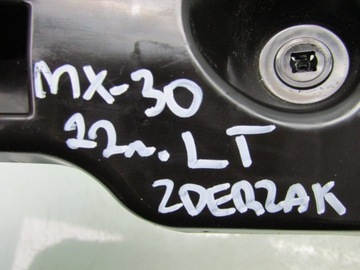 MX-30
22r. LT
ZDERZAK